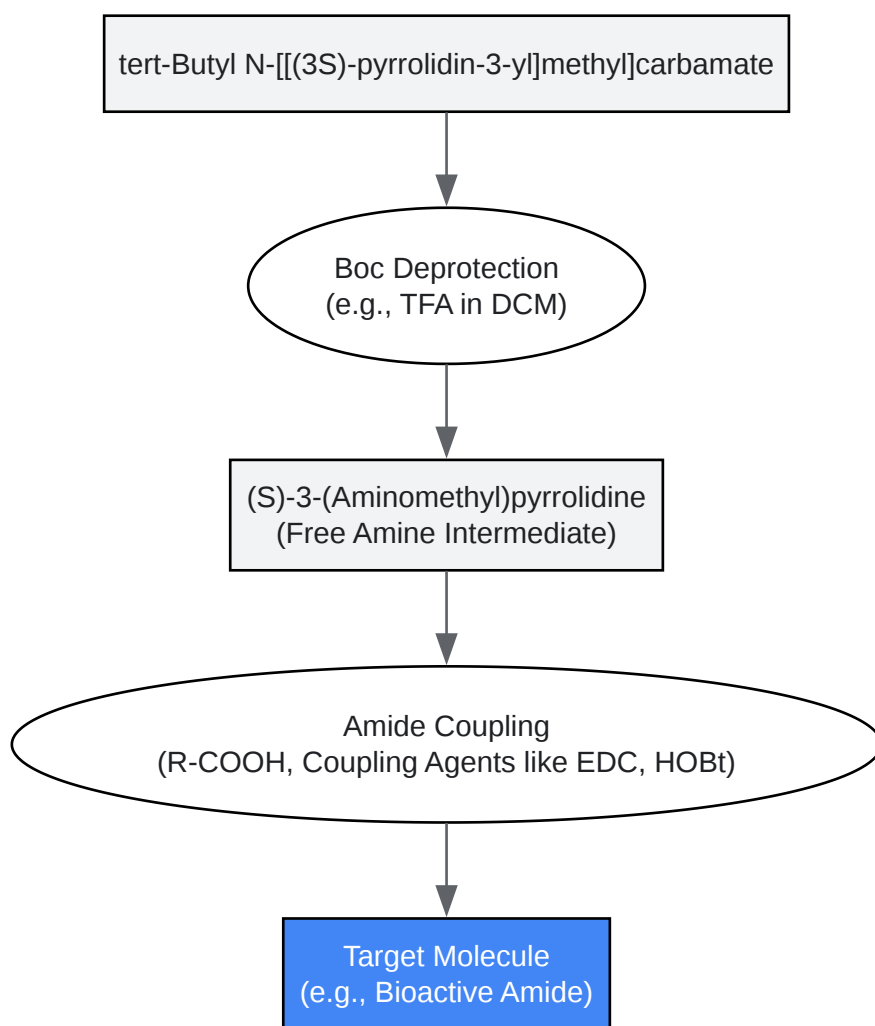 tert-Butyl N-[[(3S)-pyrrolidin-3-yl]methyl]carbamate
Boc Deprotection
(e.g., TFA in DCM)
(S)-3-(Aminomethyl)pyrrolidine
(Free Amine Intermediate)
Amide Coupling
(R-COOH, Coupling Agents like EDC, HOBt)
Target Molecule
(e.g., Bioactive Amide)